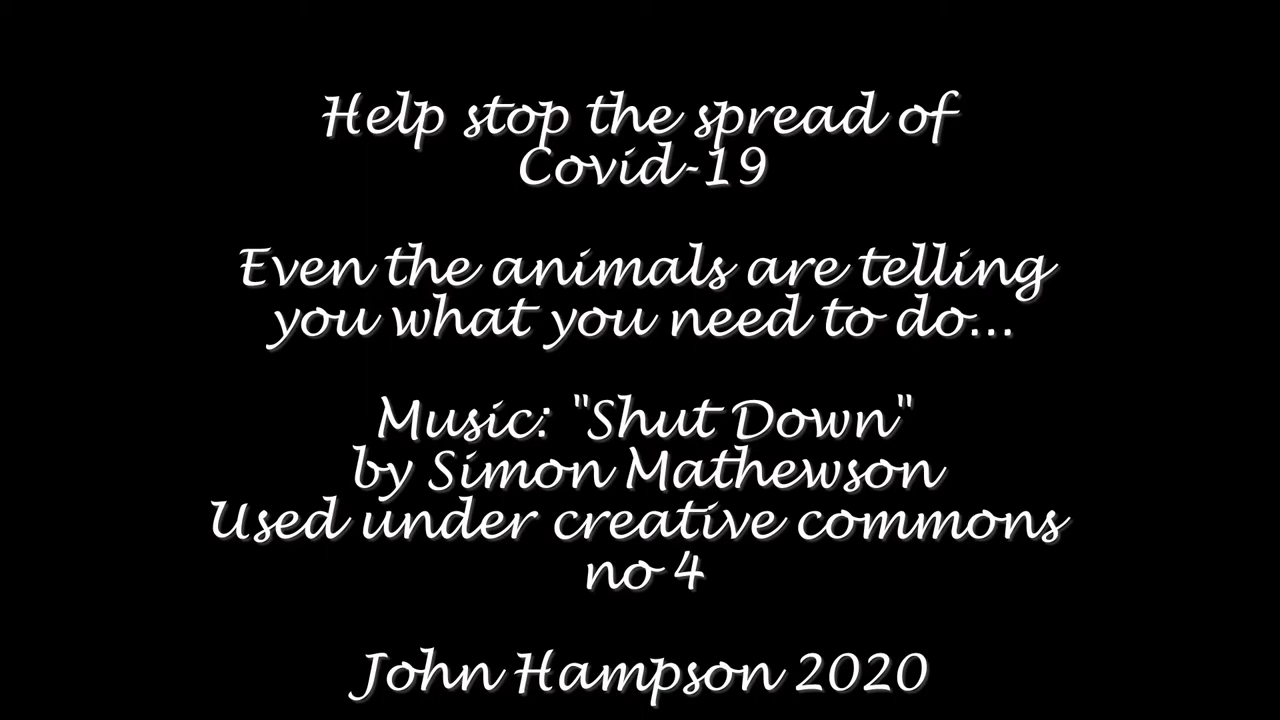 Help stop the spread of
Covid-19
Even the animals are telling
you what you need to do...
Music: "Shut Down"
by Simon Mathewson
Used under creative commons
no 4
John Hampson 2020